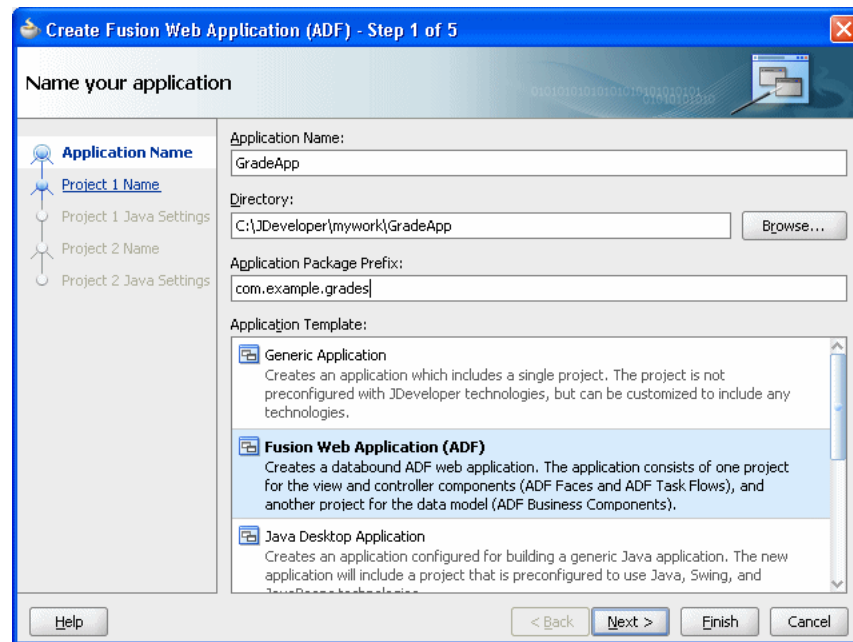 Create Fusion Web Application (ADF) - Step 1 of 5
Name your application
01010101010101010101010101
01010101010
Application Name
Project 1 Name
Project 1 Java Settings
Project 2 Name
Project 2 Java Settings
Application Name:
GradeApp
Directory:
C:\JDeveloper\mywork\GradeApp
Browse...
Application Package Prefix:
com.example.grades
Application Template:
Generic Application
Creates an application which includes a single project. The project is not
preconfigured with JDeveloper technologies, but can be customized to include any
technologies.
Fusion Web Application (ADF)
Creates a databound ADF web application. The application consists of one project
for the view and controller components (ADF Faces and ADF Task Flows), and
another project for the data model (ADF Business Components).
Java Desktop Application
Creates an application configured for building a generic Java application. The new
application will include a project that is preconfigured to use Java, Swing, and
JavaBeans technologies.
Help
< Back
Next >
Finish
Cancel